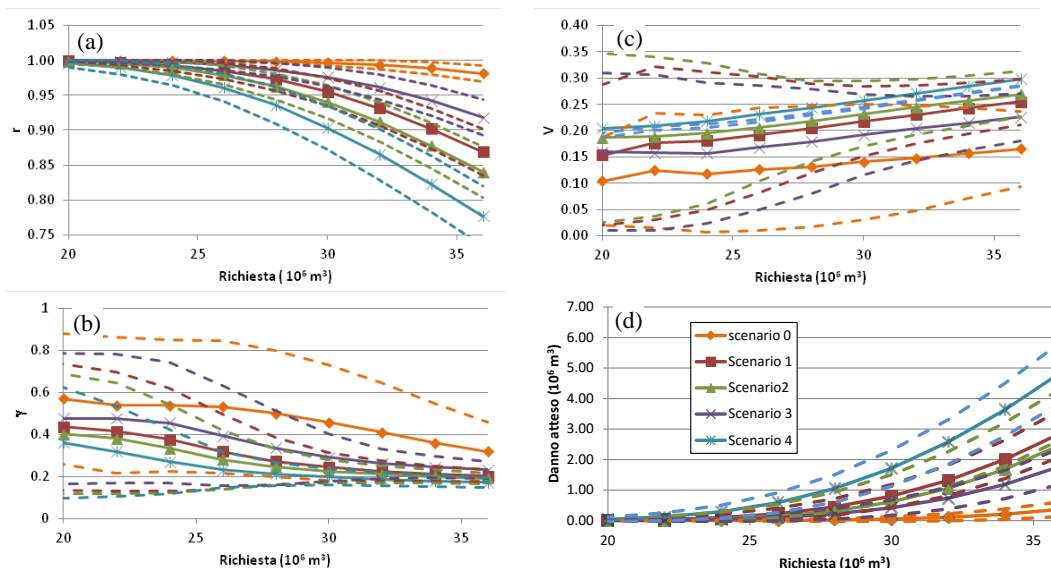 1.05
1.00
0.95
0.90
0.85
0.80
0.75
(a)
r
20
25
30
35
Richiesta ( 10⁶ m³)
0.40
0.35
0.30
0.25
0.20
0.15
0.10
0.05
0.00
(c)
V
20
25
30
35
Richiesta (10⁶ m³)
1
0.8
0.6
0.4
0.2
0
(b)
γ
20
25
30
35
Richiesta (10⁶ m³)
7.00
6.00
5.00
4.00
3.00
2.00
1.00
0.00
(d)
Danno atteso (10⁶ m³)
scenario 0
Scenario 1
Scenario2
Scenario 3
Scenario 4
20
25
30
35
Richiesta (10⁶ m³)